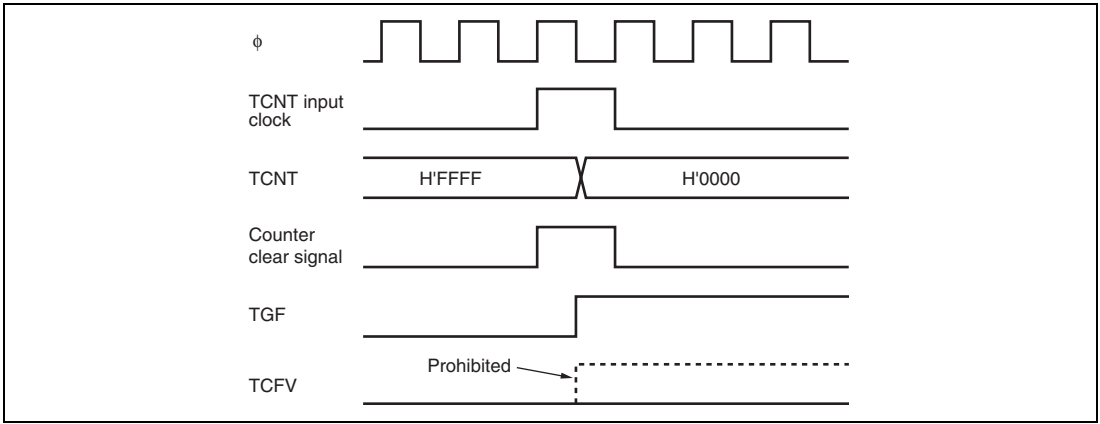 ϕ
TCNT input
clock
TCNT
H'FFFF
H'0000
Counter
clear signal
TGF
Prohibited
TCFV